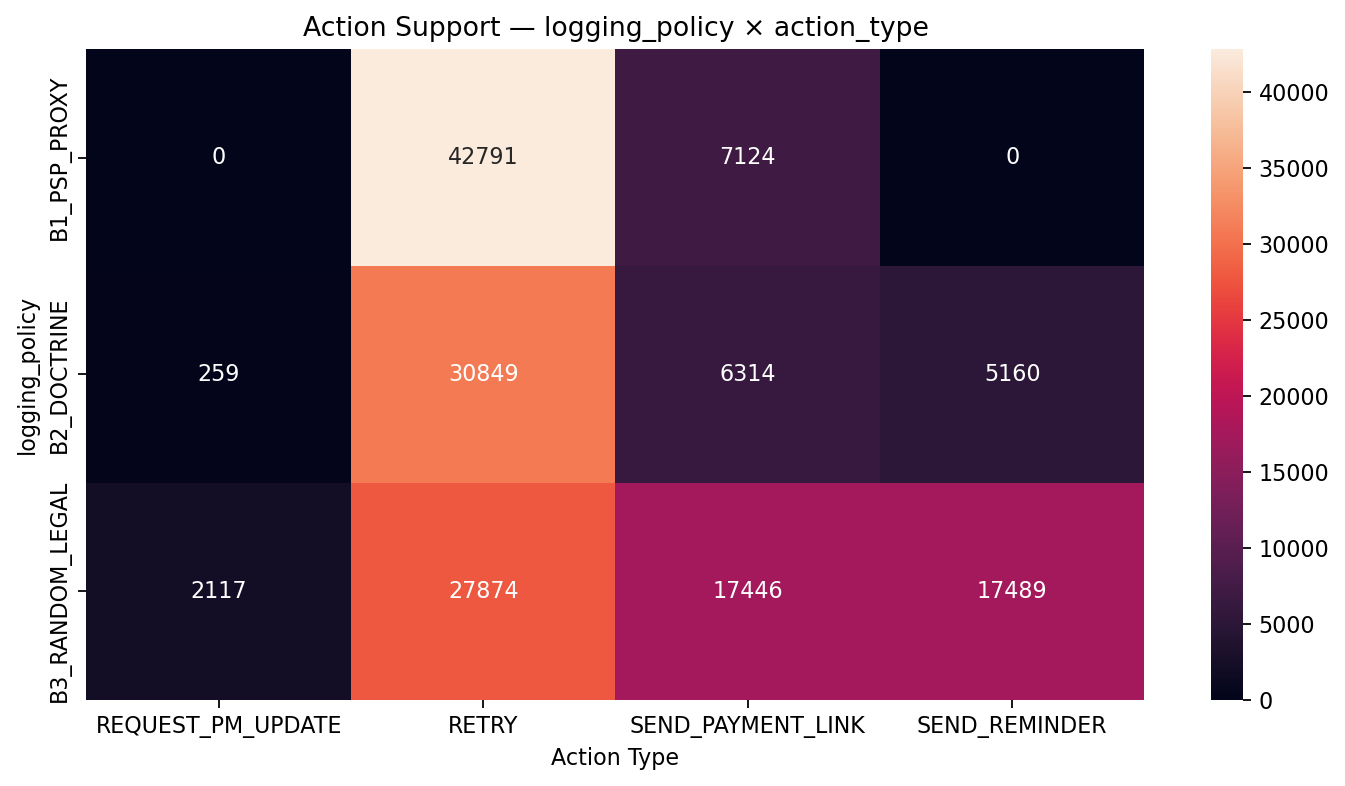 Action Support — logging_policy × action_type
logging_policy
B1_PSP_PROXY
0
42791
7124
0
B2_DOCTRINE
259
30849
6314
5160
B3_RANDOM_LEGAL
2117
27874
17446
17489
REQUEST_PM_UPDATE
RETRY
SEND_PAYMENT_LINK
SEND_REMINDER
Action Type
40000
35000
30000
25000
20000
15000
10000
5000
0